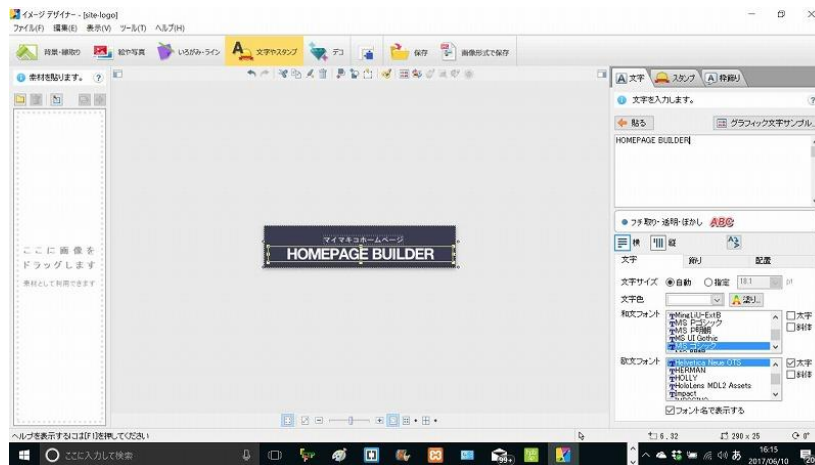 イメージ デザイナー - [site-logo]
ファイル(F) 編集(E) 表示(V) ツール(T) ヘルプ(H)
背景・縁取り 絵や写真 いろがみ・ライン 文字やスタンプ デコ 保存 画像形式で保存
素材を貼ります。
文字 スタンプ 枠飾り
文字を入力します。
貼る グラフィック文字サンプル...
HOMEPAGE BUILDER
ここに画像を
ドラッグします
素材として利用できます
マイマキコホームページ
HOMEPAGE BUILDER
フチ取り・透明・ぼかし ABC
横 縦
文字 飾り 配置
文字サイズ 自動 指定 18.1 pt
文字色 塗り...
和文フォント MingLiU-ExtB 太字
MS Pゴシック 斜体
MS P明朝
MS UI Gothic
MS ゴシック
欧文フォント Helvetica Neue OTS 太字
HERMAN 斜体
HOLLY
HoloLens MDL2 Assets
Impact
フォント名で表示する
ヘルプを表示するには[F1]を押してください
6 , 32 290 x 25 0°
ここに入力して検索
99+
あ
16:15
2017/06/10
20